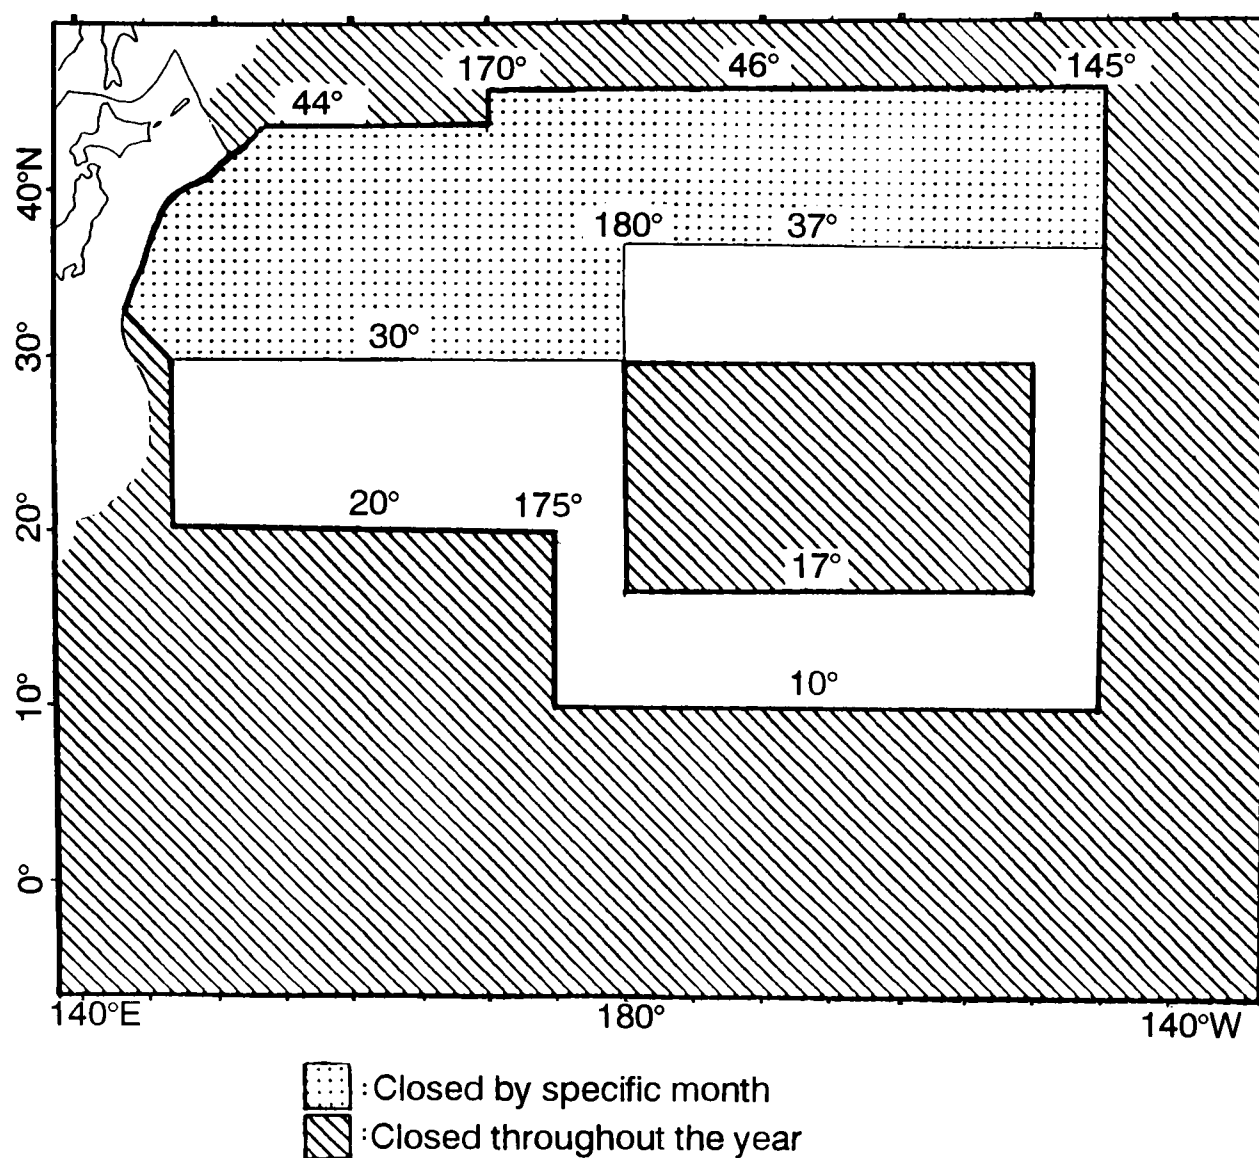 170° 46° 145°
44°
40°N
180° 37°
30°
30°
20° 175°
20°
17°
10°
10°
0°
140°E 180° 140°W
: Closed by specific month
: Closed throughout the year